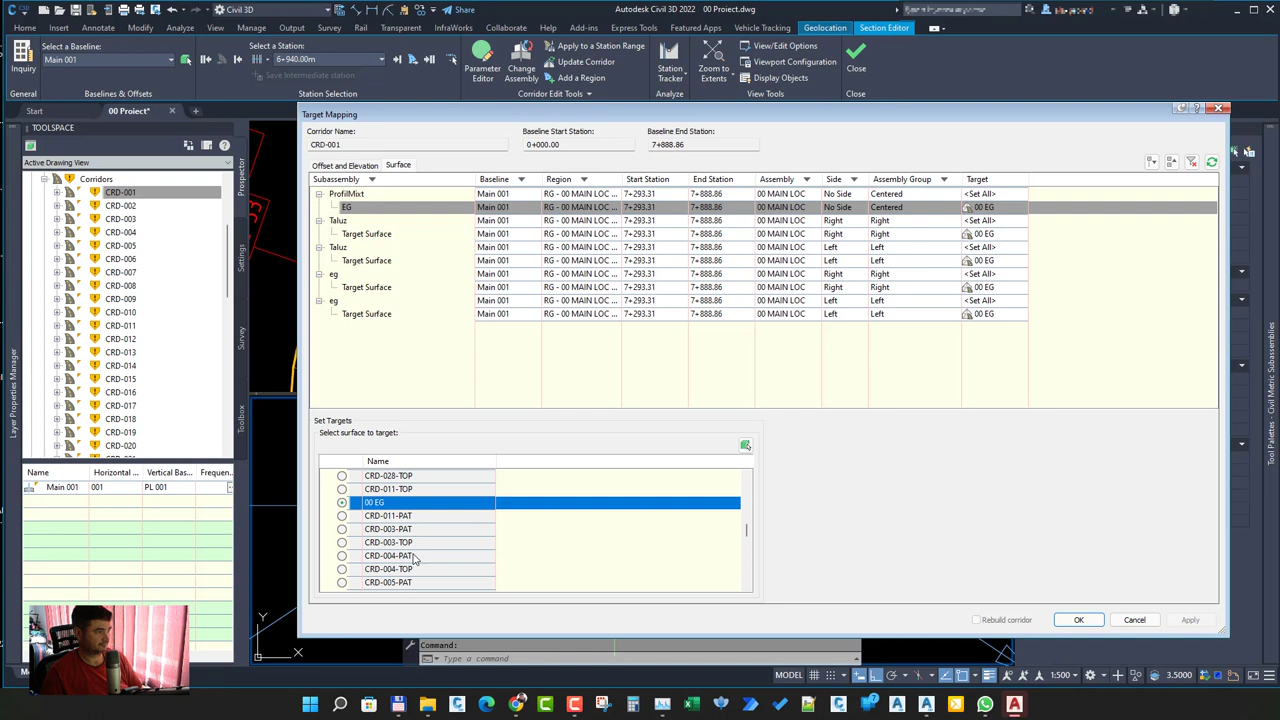 Civil 3D
Share
Autodesk Civil 3D 2022 00 Project.dwg
Home Insert Annotate Modify Analyze View Manage Output Survey Rail Transparent InfraWorks Collaborate Help Add-ins Express Tools Featured Apps Vehicle Tracking Geolocation Section Editor
Inquiry
Select a Baseline:
Main 001
Select a Station:
6+940.00m
Save Intermediate station
Parameter Editor
Change Assembly
Apply to a Station Range
Update Corridor
Add a Region
Station Tracker
Zoom to Extents
View/Edit Options
Viewport Configuration
Display Objects
Close
General Baselines & Offsets Station Selection Corridor Edit Tools Analyze View Tools Close
Start 00 Project*
TOOLSPACE
Active Drawing View
Corridors
CRD-001
CRD-002
CRD-003
CRD-004
CRD-005
CRD-006
CRD-007
CRD-008
CRD-009
CRD-010
CRD-011
CRD-012
CRD-013
CRD-014
CRD-015
CRD-016
CRD-017
CRD-018
CRD-019
CRD-020
Prospector
Settings
Survey
Toolbox
Layer Properties Manager
Name Horizontal ... Vertical Bas... Frequen...
Main 001 001 PL 001
Target Mapping
Corridor Name: Baseline Start Station: Baseline End Station:
CRD-001 0+000.00 7+888.86
Offset and Elevation Surface
Subassembly Baseline Region Start Station End Station Assembly Side Assembly Group Target
ProfilMixt Main 001 RG - 00 MAIN LOC ... 7+293.31 7+888.86 00 MAIN LOC No Side Centered <Set All>
EG Main 001 RG - 00 MAIN LOC ... 7+293.31 7+888.86 00 MAIN LOC No Side Centered 00 EG
Taluz Main 001 RG - 00 MAIN LOC ... 7+293.31 7+888.86 00 MAIN LOC Right Right <Set All>
Target Surface Main 001 RG - 00 MAIN LOC ... 7+293.31 7+888.86 00 MAIN LOC Right Right 00 EG
Taluz Main 001 RG - 00 MAIN LOC ... 7+293.31 7+888.86 00 MAIN LOC Left Left <Set All>
Target Surface Main 001 RG - 00 MAIN LOC ... 7+293.31 7+888.86 00 MAIN LOC Left Left 00 EG
eg Main 001 RG - 00 MAIN LOC ... 7+293.31 7+888.86 00 MAIN LOC Right Right <Set All>
Target Surface Main 001 RG - 00 MAIN LOC ... 7+293.31 7+888.86 00 MAIN LOC Right Right 00 EG
eg Main 001 RG - 00 MAIN LOC ... 7+293.31 7+888.86 00 MAIN LOC Left Left <Set All>
Target Surface Main 001 RG - 00 MAIN LOC ... 7+293.31 7+888.86 00 MAIN LOC Left Left 00 EG
Set Targets
Select surface to target:
Name
CRD-028-TOP
CRD-011-TOP
00 EG
CRD-011-PAT
CRD-003-PAT
CRD-003-TOP
CRD-004-PAT
CRD-004-TOP
CRD-005-PAT
Rebuild corridor OK Cancel Apply
Tool Palettes - Civil Metric Subassemblies
Y
X
Command:
Type a command
MODEL 1:500 3.5000